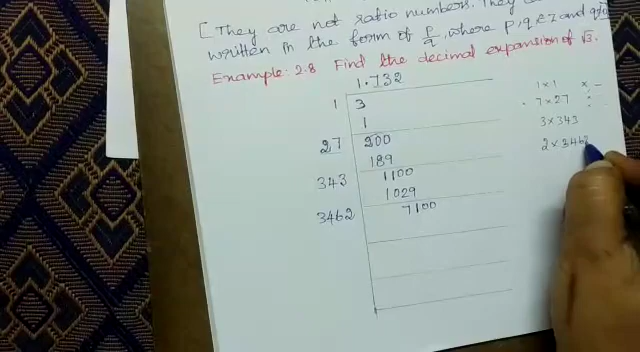 [ They are not ratio numbers. They
written in the form of p/q, where p, q ∈ Z and
Example: 2.8 Find the decimal expansion of √3.
1.732
1 3 1 × 1
1 7 × 27
27 200 3 × 343
189 2 × 3462
343 1100
1029
3462 7100